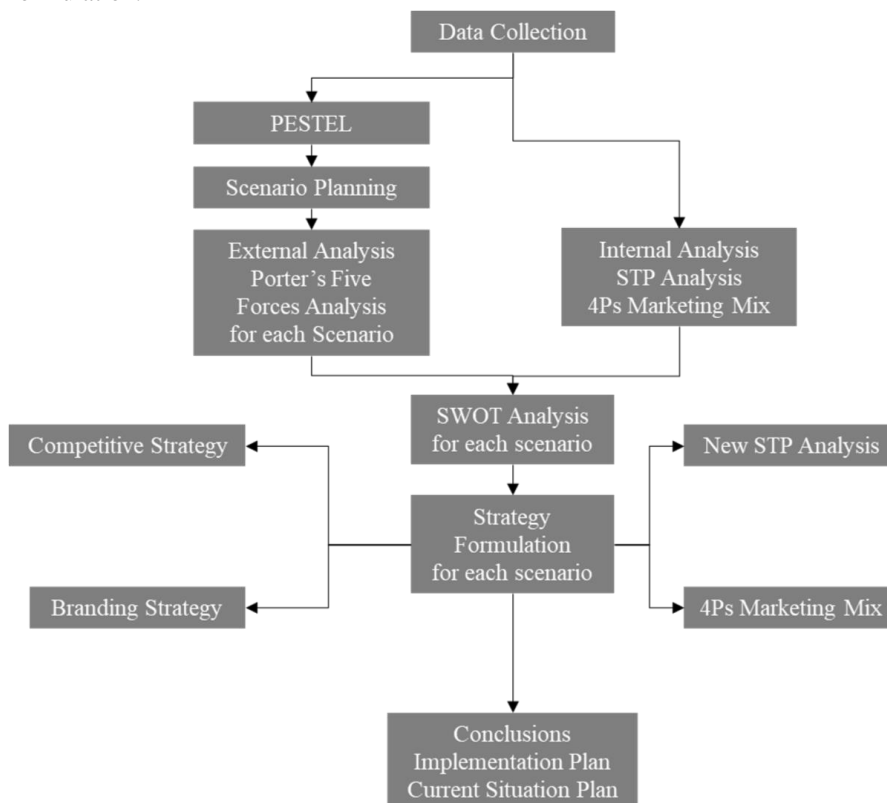 Data Collection
PESTEL
Scenario Planning
External Analysis
Porter’s Five
Forces Analysis
for each Scenario
Internal Analysis
STP Analysis
4Ps Marketing Mix
SWOT Analysis
for each scenario
Competitive Strategy
New STP Analysis
Strategy
Formulation
for each scenario
Branding Strategy
4Ps Marketing Mix
Conclusions
Implementation Plan
Current Situation Plan